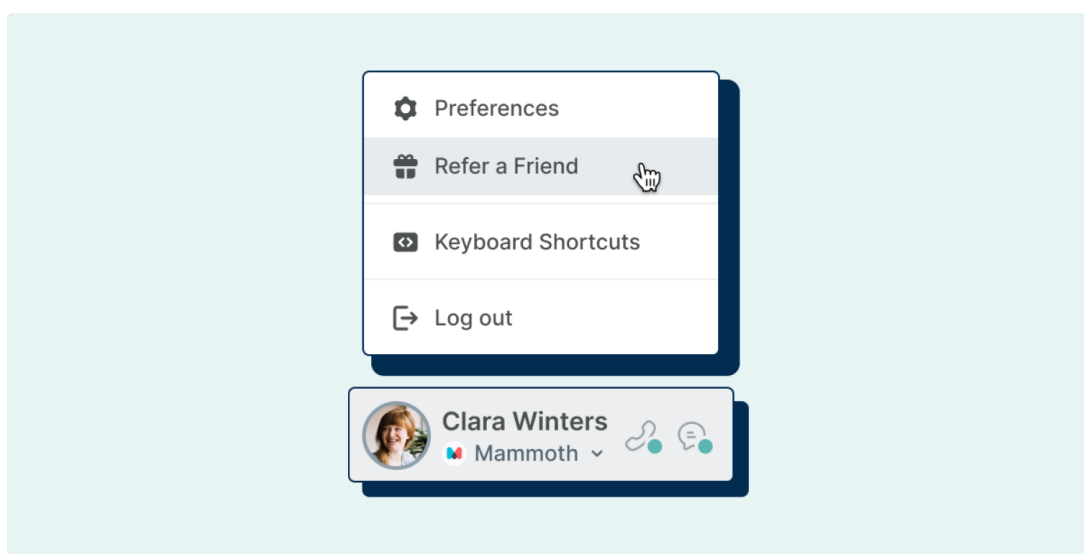 Preferences
Refer a Friend
Keyboard Shortcuts
Log out
Clara Winters
Mammoth